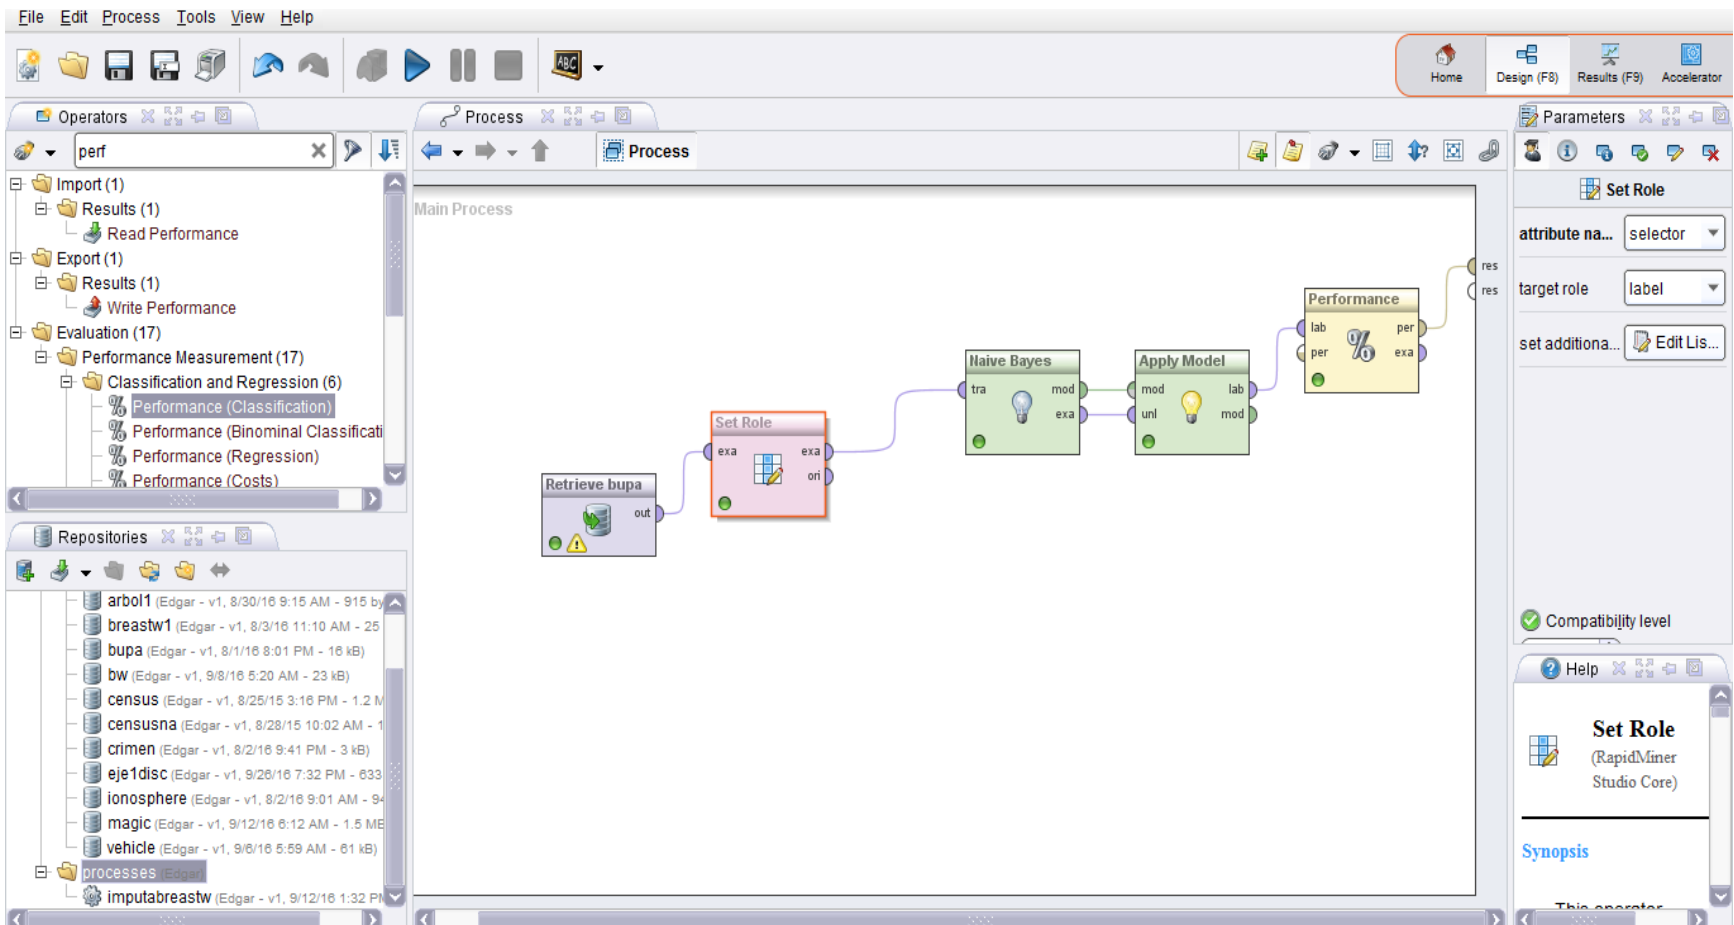 File Edit Process Tools View Help
ABC
Home
Design (F8)
Results (F9)
Accelerator
Operators
perf
Import (1)
Results (1)
Read Performance
Export (1)
Results (1)
Write Performance
Evaluation (17)
Performance Measurement (17)
Classification and Regression (6)
Performance (Classification)
Performance (Binominal Classificati
Performance (Regression)
Performance (Costs)
Repositories
arbol1 (Edgar - v1, 8/30/16 9:15 AM - 915 by
breastw1 (Edgar - v1, 8/3/16 11:10 AM - 25
bupa (Edgar - v1, 8/1/16 8:01 PM - 16 kB)
bw (Edgar - v1, 9/8/16 5:20 AM - 23 kB)
census (Edgar - v1, 8/25/15 3:16 PM - 1.2 M
censusna (Edgar - v1, 8/28/15 10:02 AM - 1
crimen (Edgar - v1, 8/2/16 9:41 PM - 3 kB)
eje1disc (Edgar - v1, 9/26/16 7:32 PM - 633
ionosphere (Edgar - v1, 8/2/16 9:01 AM - 94
magic (Edgar - v1, 9/12/16 6:12 AM - 1.5 MB
vehicle (Edgar - v1, 9/6/16 5:59 AM - 61 kB)
processes (Edgar)
imputabreastw (Edgar - v1, 9/12/16 1:32 PM
Process
Process
Main Process
Retrieve bupa
out
Set Role
exa exa
ori
Naive Bayes
tra mod
exa
Apply Model
mod lab
unl mod
Performance
lab per
per exa
res
res
Parameters
Set Role
attribute na... selector
target role label
set additiona... Edit Lis...
Compatibility level
Help
Set Role
(RapidMiner
Studio Core)
Synopsis
This operator